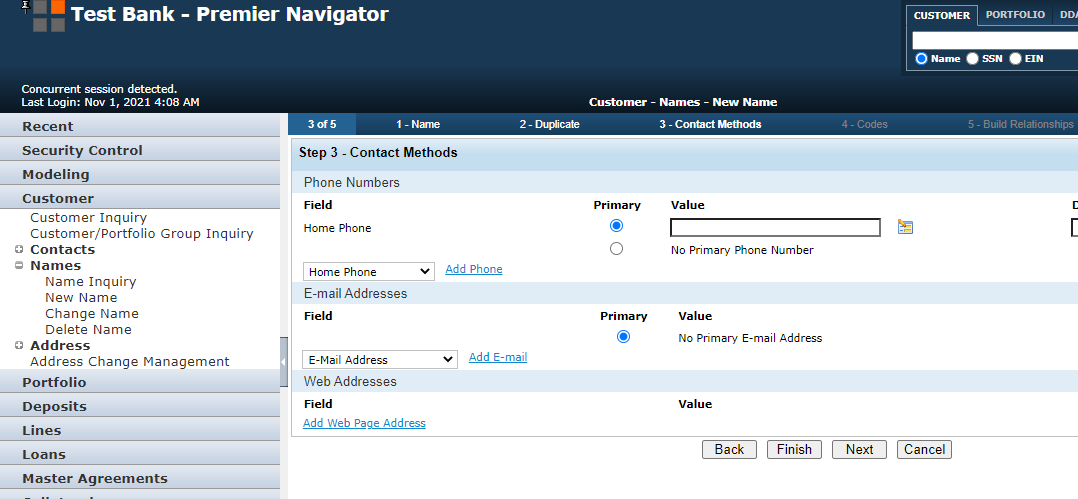 Test Bank - Premier Navigator
CUSTOMER PORTFOLIO DDA
Name SSN EIN
Concurrent session detected.
Last Login: Nov 1, 2021 4:08 AM
Customer - Names - New Name
Recent
Security Control
Modeling
Customer
Customer Inquiry
Customer/Portfolio Group Inquiry
Contacts
Names
Name Inquiry
New Name
Change Name
Delete Name
Address
Address Change Management
Portfolio
Deposits
Lines
Loans
Master Agreements
3 of 5 1 - Name 2 - Duplicate 3 - Contact Methods 4 - Codes 5 - Build Relationships
Step 3 - Contact Methods
Phone Numbers
Field Primary Value
Home Phone
No Primary Phone Number
Home Phone Add Phone
E-mail Addresses
Field Primary Value
No Primary E-mail Address
E-Mail Address Add E-mail
Web Addresses
Field Value
Add Web Page Address
Back Finish Next Cancel